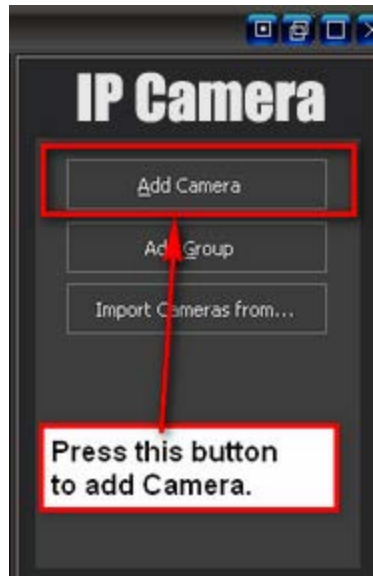 IP Camera
Add Camera
Add Group
Import Cameras from...
Press this button
to add Camera.